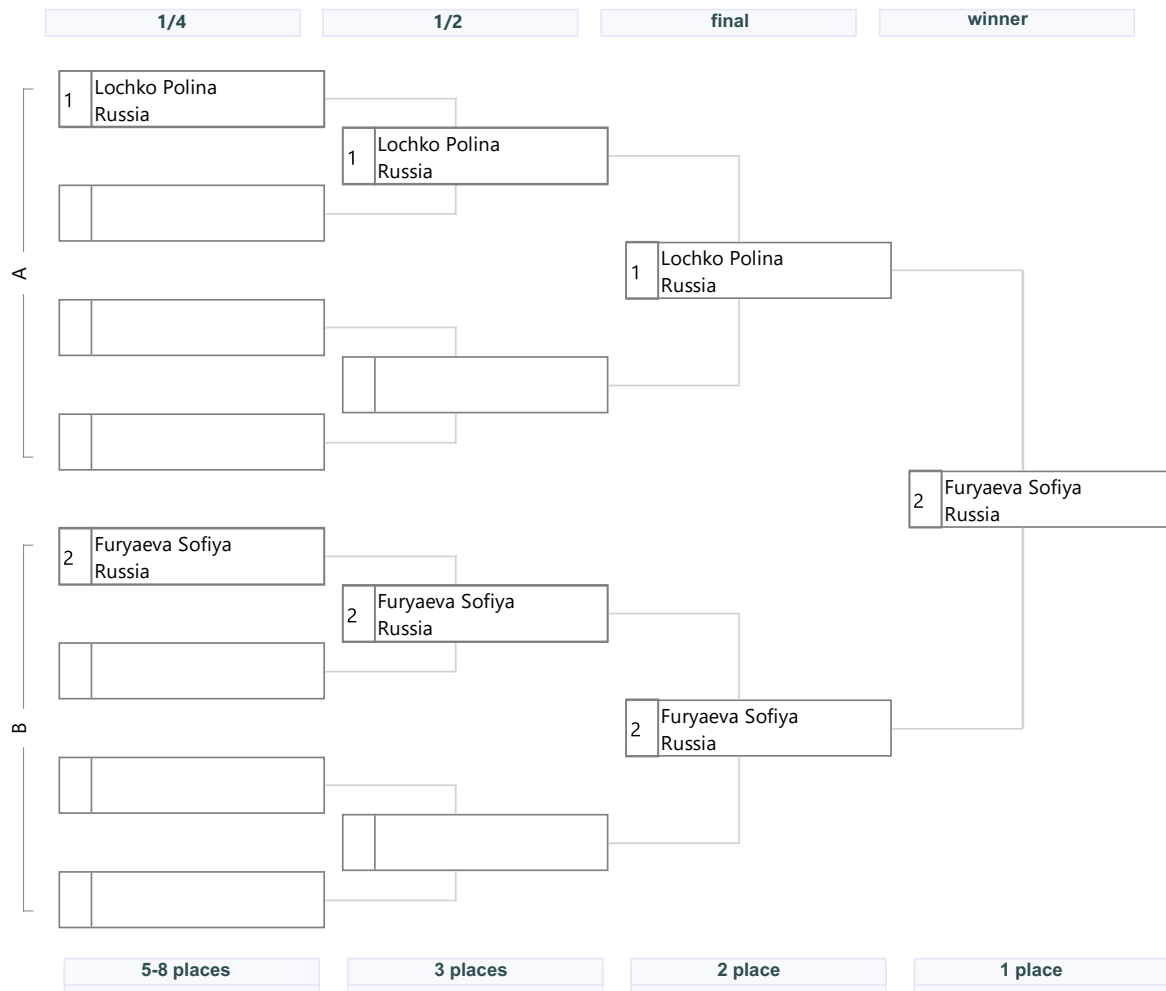 1/4 1/2 final winner
1 Lochko Polina
Russia
1 Lochko Polina
Russia
1 Lochko Polina
Russia
A
2 Furyaeva Sofiya
Russia
2 Furyaeva Sofiya
Russia
2 Furyaeva Sofiya
Russia
B
2 Furyaeva Sofiya
Russia
5-8 places 3 places 2 place 1 place